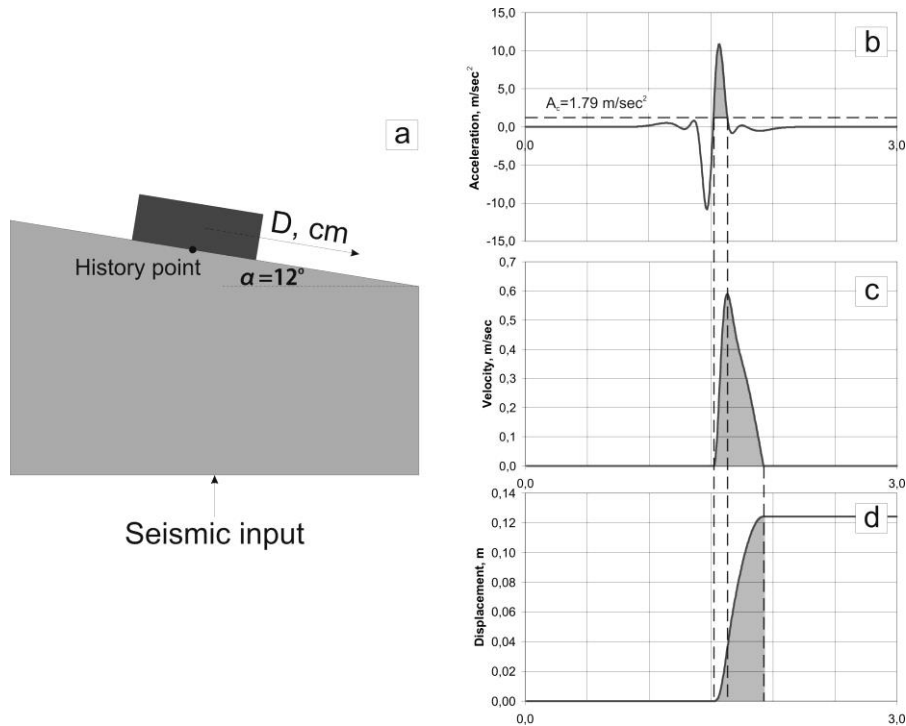 a
D, cm
History point
α=12°
Seismic input
b
Acceleration, m/sec²
15,0
10,0
5,0
0,0
-5,0
-10,0
-15,0
A꜀=1.79 m/sec²
0,0
3,0
c
Velocity, m/sec
0,7
0,6
0,5
0,4
0,3
0,2
0,1
0,0
0,0
3,0
d
Displacement, m
0,14
0,12
0,10
0,08
0,06
0,04
0,02
0,00
0,0
3,0